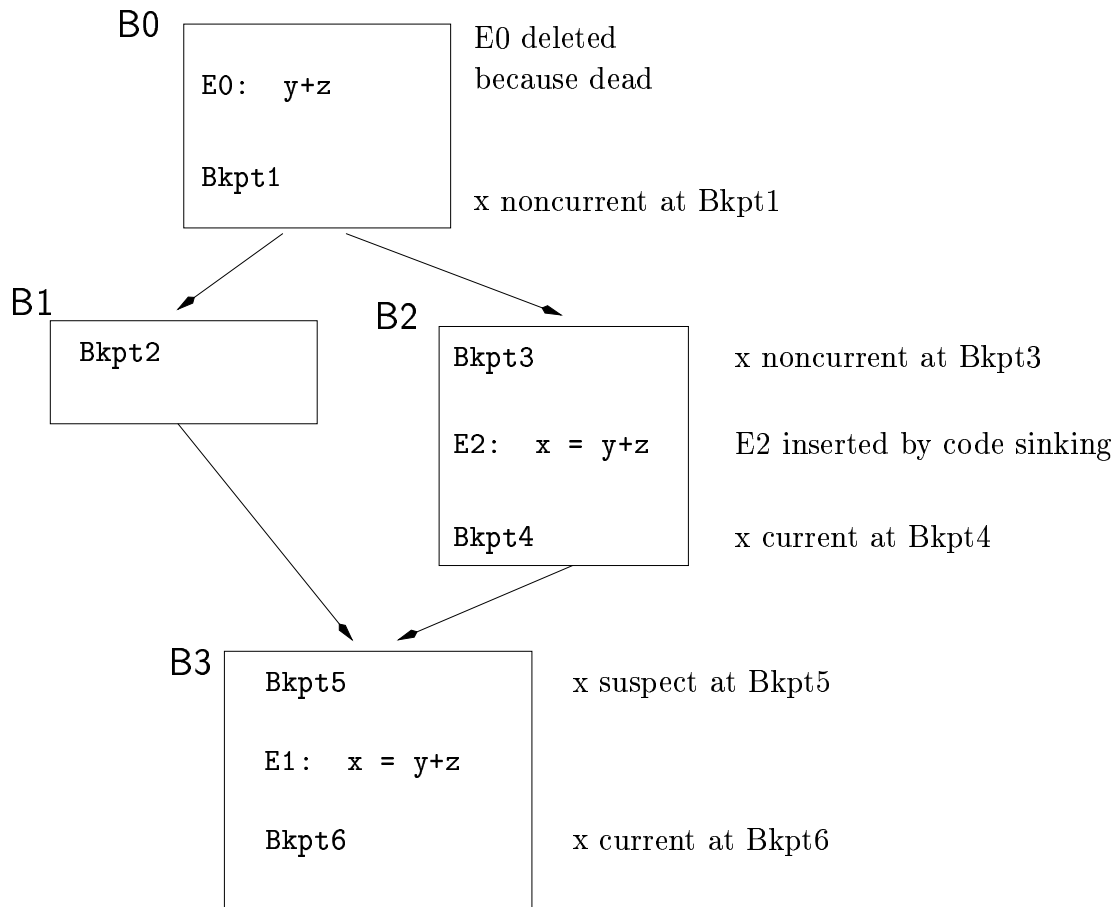 B0
E0 deleted
because dead
E0: y+z
Bkpt1
x noncurrent at Bkpt1
B1
Bkpt2
B2
Bkpt3
x noncurrent at Bkpt3
E2: x = y+z
E2 inserted by code sinking
Bkpt4
x current at Bkpt4
B3
Bkpt5
x suspect at Bkpt5
E1: x = y+z
Bkpt6
x current at Bkpt6